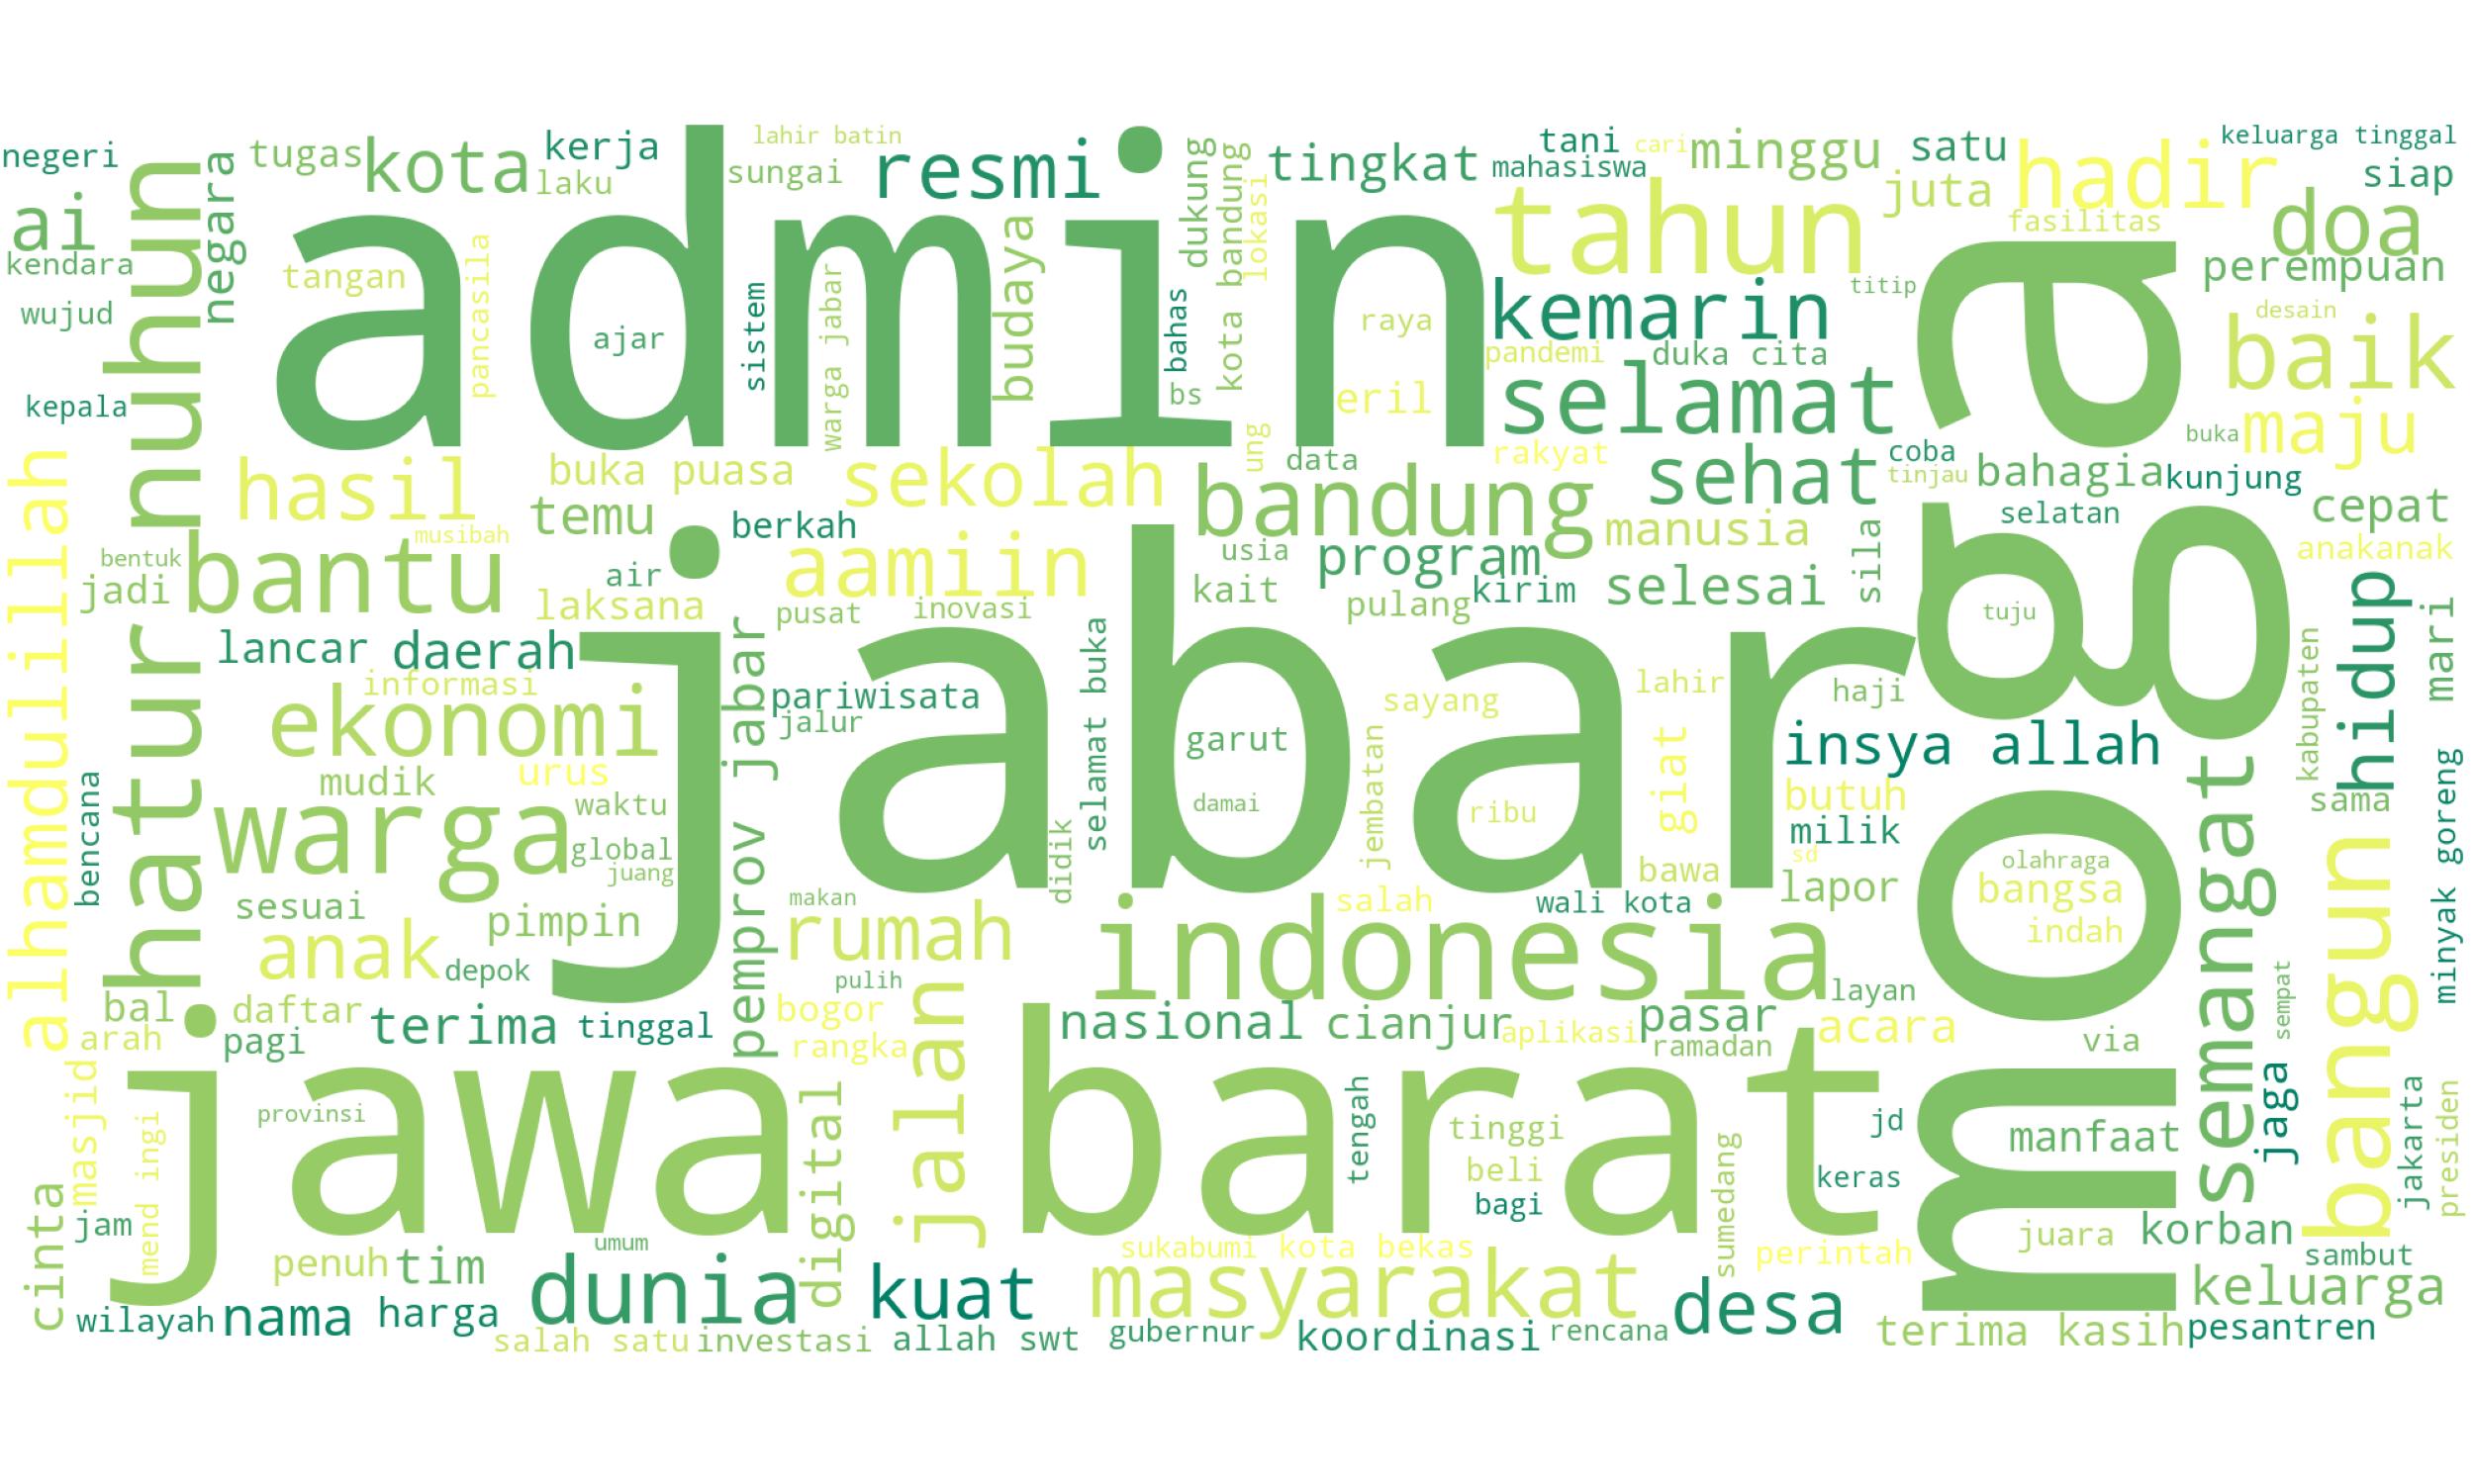 negeri
tugas
kota
kerja
laku
admin
lahir batin
sungai
resmi
dukung
kota bandung
lokasi
tingkat
tani
mahasiswa
cari
minggu
satu
juta
hadir
fasilitas
keluarga tinggal
siap
doa
perempuan
ai
kendara
wujud
kepala
hatur nuhun
negara
tangan
pancasila
ajar
sistem
warga jabar
budaya
bahas
bs
raya
eril
tahun
kemarin
titip
pandemi
duka cita
selamat
semoga
desain
baik
buka
maju
alhamdulillah
hasil
buka puasa
temu
musibah
sekolah
berkah
ung
data
bandung
rakyat
sehat
coba
tinjau
bahagia
kunjung
selatan
cepat
anakanak
bentuk
jadi
bantu
air
laksana
aamiin
pusat
inovasi
usia
kait
program
kirim
pulang
manusia
selesai
sila
tuju
hidup
mari
lancar
daerah
informasi
ekonomi
mudik
urus
jabar
pemprov jabar
pariwisata
jalur
selamat buka
garut
damai
sayang
jembatan
ribu
lahir
giat
haji
insya allah
butuh
milik
sd
lapor
bawa
kabupaten
sama
minyak goreng
bencana
warga
waktu
global
juang
sesuai
pimpin
anak
depok
didik
makan
rumah
pulih
indonesia
salah
wali kota
olahraga
bangsa
indah
semangat
bangun
bal
arah
daftar
pagi
terima
tinggal
bogor
rangka
jalan
nasional
cianjur
aplikasi
pasar
ramadan
layan
acara
via
sempat
masjid
mend ingi
provinsi
jawa barat
digital
tengah
tinggi
beli
bagi
sumedang
jd
keras
manfaat
jaga
jakarta
presiden
cinta
jam
penuh
tim
umum
dunia
kuat
sukabumi
kota bekas
masyarakat
perintah
desa
juara
korban
sambut
keluarga
wilayah
nama
harga
salah satu
investasi
allah swt
gubernur
koordinasi
rencana
terima kasih
pesantren